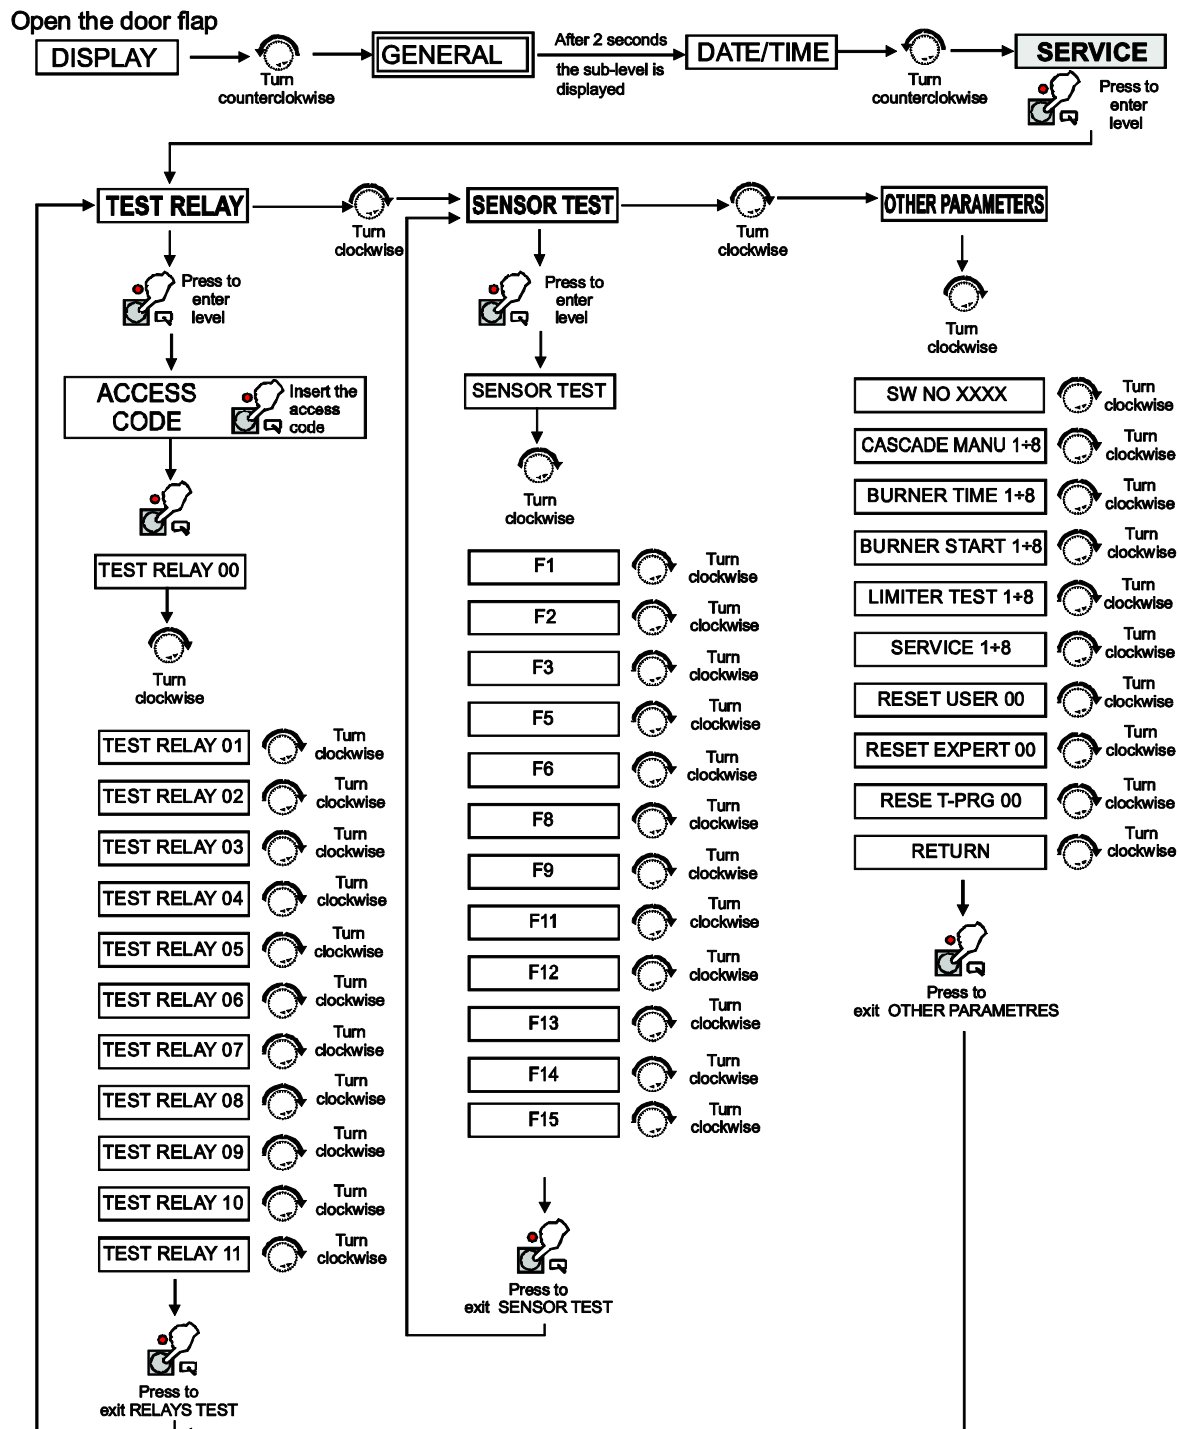 Open the door flap
DISPLAY
Turn
counterclokwise
GENERAL
After 2 seconds
the sub-level is
displayed
DATE/TIME
Turn
counterclokwise
SERVICE
Press to
enter
level
TEST RELAY
Turn
clockwise
SENSOR TEST
Turn
clockwise
OTHER PARAMETERS
Press to
enter
level
ACCESS
CODE
Insert the
access
code
TEST RELAY 00
Turn
clockwise
TEST RELAY 01
Turn
clockwise
TEST RELAY 02
Turn
clockwise
TEST RELAY 03
Turn
clockwise
TEST RELAY 04
Turn
clockwise
TEST RELAY 05
Turn
clockwise
TEST RELAY 06
Turn
clockwise
TEST RELAY 07
Turn
clockwise
TEST RELAY 08
Turn
clockwise
TEST RELAY 09
Turn
clockwise
TEST RELAY 10
Turn
clockwise
TEST RELAY 11
Turn
clockwise
Press to
exit RELAYS TEST
Press to
enter
level
SENSOR TEST
Turn
clockwise
F1
Turn
clockwise
F2
Turn
clockwise
F3
Turn
clockwise
F5
Turn
clockwise
F6
Turn
clockwise
F8
Turn
clockwise
F9
Turn
clockwise
F11
Turn
clockwise
F12
Turn
clockwise
F13
Turn
clockwise
F14
Turn
clockwise
F15
Turn
clockwise
Press to
exit SENSOR TEST
Turn
clockwise
SW NO XXXX
Turn
clockwise
CASCADE MANU 1÷8
Turn
clockwise
BURNER TIME 1÷8
Turn
clockwise
BURNER START 1÷8
Turn
clockwise
LIMITER TEST 1÷8
Turn
clockwise
SERVICE 1÷8
Turn
clockwise
RESET USER 00
Turn
clockwise
RESET EXPERT 00
Turn
clockwise
RESE T-PRG 00
Turn
clockwise
RETURN
Turn
clockwise
Press to
exit OTHER PARAMETRES